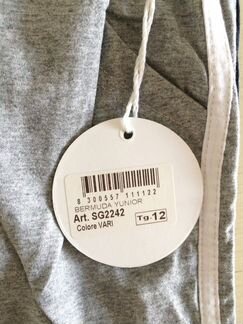 8 300557 111122
BERMUDA YUNIOR
Art. SG2242
Colore VARI
Tg.12